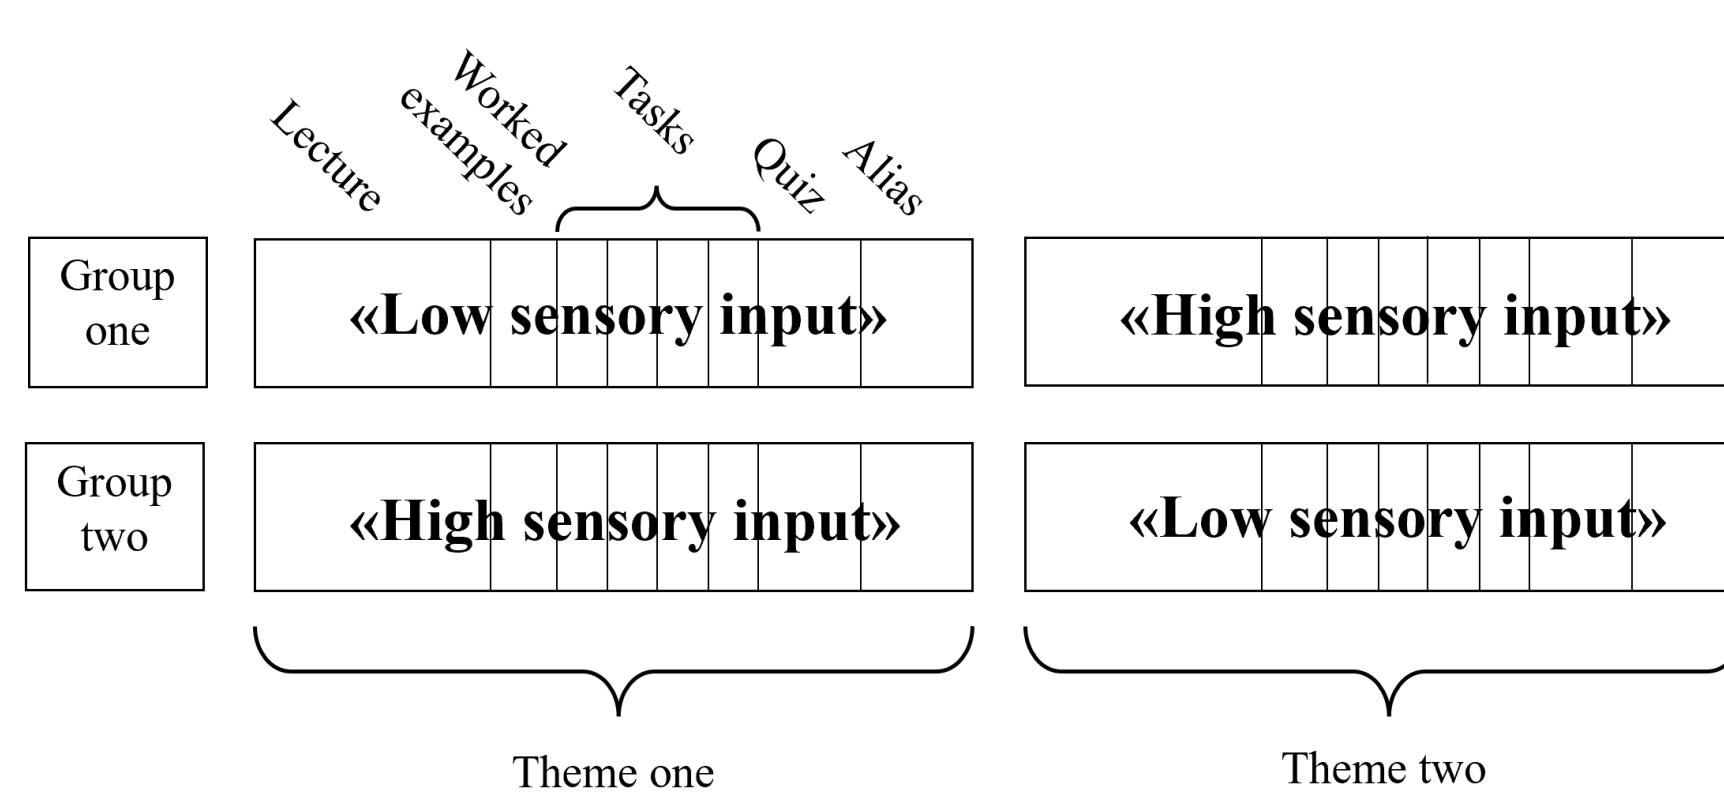 Lecture
Worked
examples
Tasks
Quiz
Alias
Group
one
«Low sensory input»
«High sensory input»
Group
two
«High sensory input»
«Low sensory input»
Theme one
Theme two